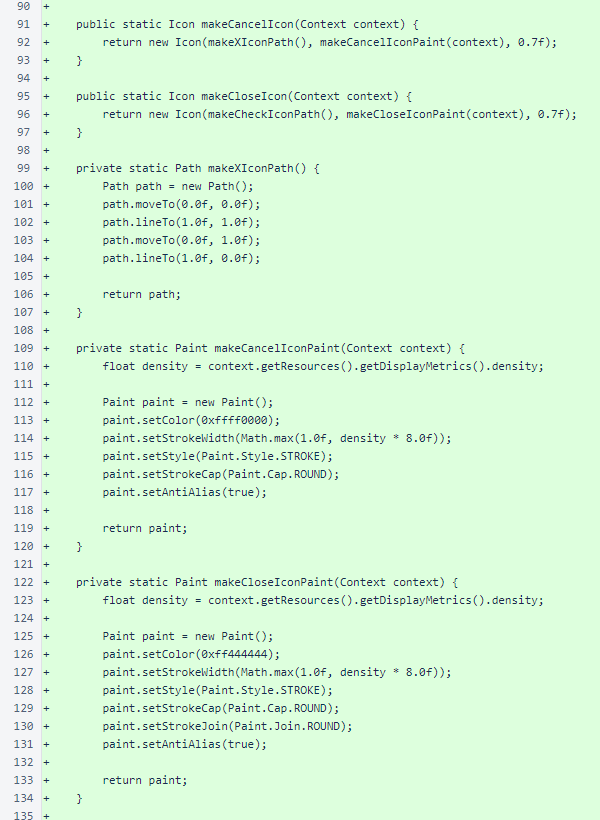 90 +
91 +     public static Icon makeCancelIcon(Context context) {
92 +         return new Icon(makeXIconPath(), makeCancelIconPaint(context), 0.7f);
93 +     }
94 +
95 +     public static Icon makeCloseIcon(Context context) {
96 +         return new Icon(makeCheckIconPath(), makeCloseIconPaint(context), 0.7f);
97 +     }
98 +
99 +     private static Path makeXIconPath() {
100 +         Path path = new Path();
101 +         path.moveTo(0.0f, 0.0f);
102 +         path.lineTo(1.0f, 1.0f);
103 +         path.moveTo(0.0f, 1.0f);
104 +         path.lineTo(1.0f, 0.0f);
105 +
106 +         return path;
107 +     }
108 +
109 +     private static Paint makeCancelIconPaint(Context context) {
110 +         float density = context.getResources().getDisplayMetrics().density;
111 +
112 +         Paint paint = new Paint();
113 +         paint.setColor(0xffff0000);
114 +         paint.setStrokeWidth(Math.max(1.0f, density * 8.0f));
115 +         paint.setStyle(Paint.Style.STROKE);
116 +         paint.setStrokeCap(Paint.Cap.ROUND);
117 +         paint.setAntiAlias(true);
118 +
119 +         return paint;
120 +     }
121 +
122 +     private static Paint makeCloseIconPaint(Context context) {
123 +         float density = context.getResources().getDisplayMetrics().density;
124 +
125 +         Paint paint = new Paint();
126 +         paint.setColor(0xff444444);
127 +         paint.setStrokeWidth(Math.max(1.0f, density * 8.0f));
128 +         paint.setStyle(Paint.Style.STROKE);
129 +         paint.setStrokeCap(Paint.Cap.ROUND);
130 +         paint.setStrokeJoin(Paint.Join.ROUND);
131 +         paint.setAntiAlias(true);
132 +
133 +         return paint;
134 +     }
135 +